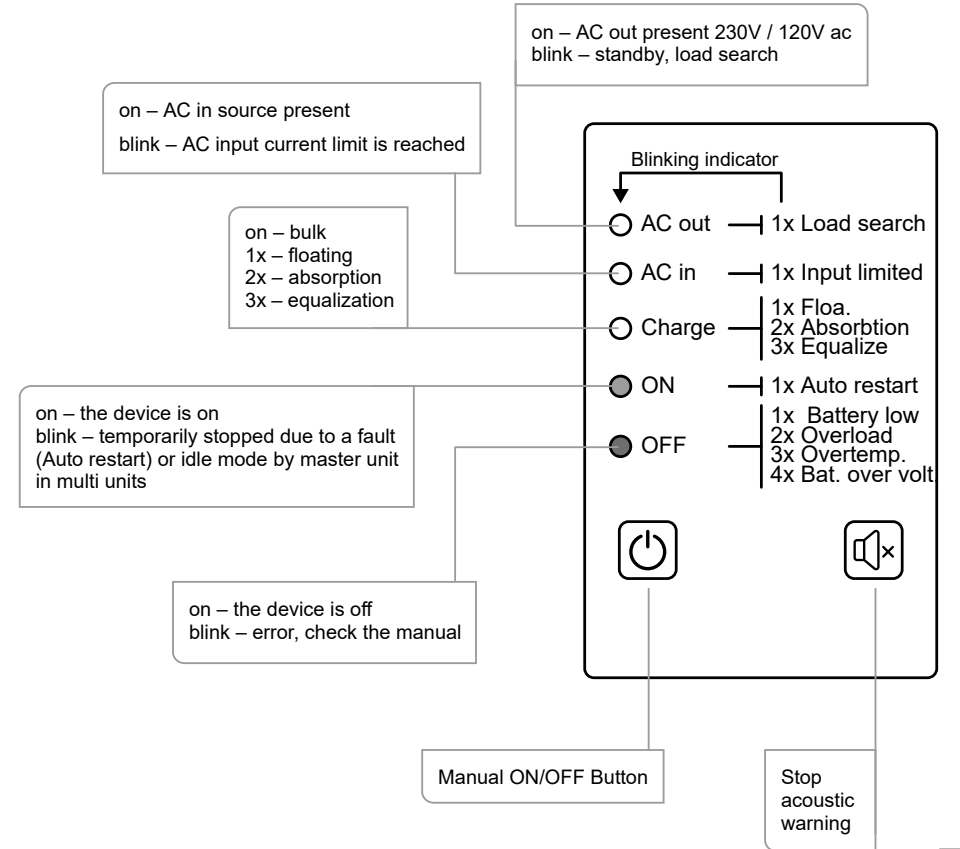 on – AC out present 230V / 120V ac
blink – standby, load search
on – AC in source present
blink – AC input current limit is reached
on – bulk
1x – floating
2x – absorption
3x – equalization
on – the device is on
blink – temporarily stopped due to a fault
(Auto restart) or idle mode by master unit
in multi units
on – the device is off
blink – error, check the manual
Blinking indicator
AC out 1x Load search
AC in 1x Input limited
Charge 1x Floa.
2x Absorbtion
3x Equalize
ON 1x Auto restart
OFF 1x Battery low
2x Overload
3x Overtemp.
4x Bat. over volt
Manual ON/OFF Button
Stop
acoustic
warning